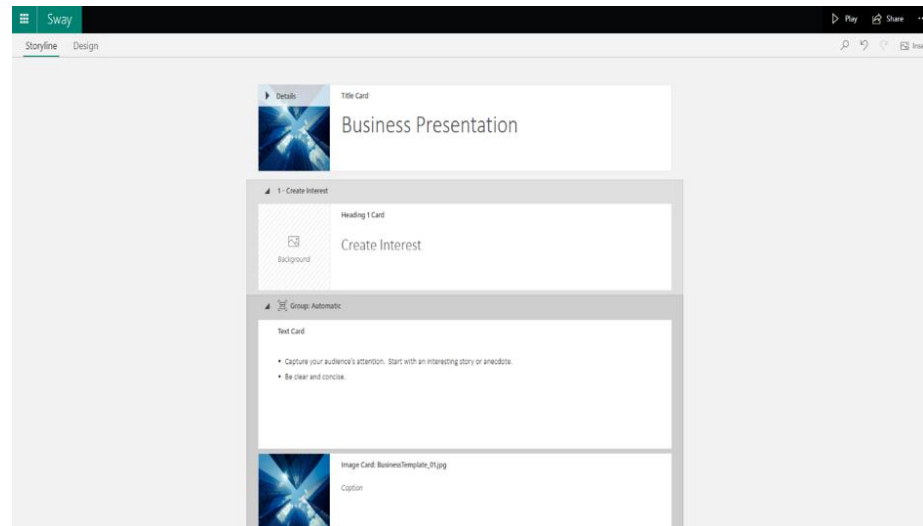 Sway
Play
Share
Storyline
Design
Details
Title Card
Business Presentation
1 - Create Interest
Heading 1 Card
Create Interest
Background
Group: Automatic
Text Card
• Capture your audience's attention. Start with an interesting story or anecdote.
• Be clear and concise.
Image Card: BusinessTemplate_01.jpg
Caption